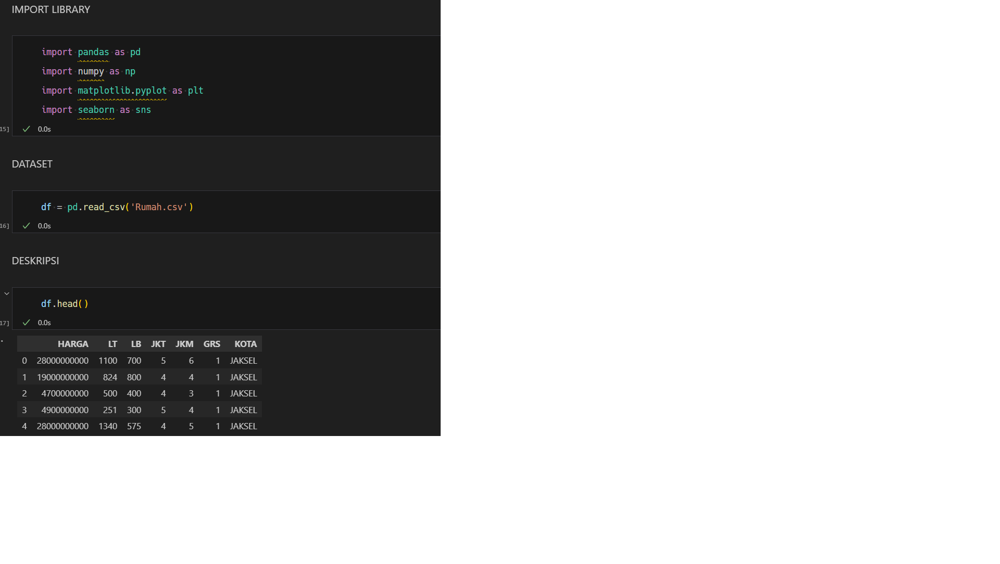 IMPORT LIBRARY
import pandas as pd
import numpy as np
import matplotlib.pyplot as plt
import seaborn as sns
15] 0.0s
DATASET
df = pd.read_csv('Rumah.csv')
16] 0.0s
DESKRIPSI
df.head()
17] 0.0s
HARGA LT LB JKT JKM GRS KOTA
0 28000000000 1100 700 5 6 1 JAKSEL
1 19000000000 824 800 4 4 1 JAKSEL
2 4700000000 500 400 4 3 1 JAKSEL
3 4900000000 251 300 5 4 1 JAKSEL
4 28000000000 1340 575 4 5 1 JAKSEL